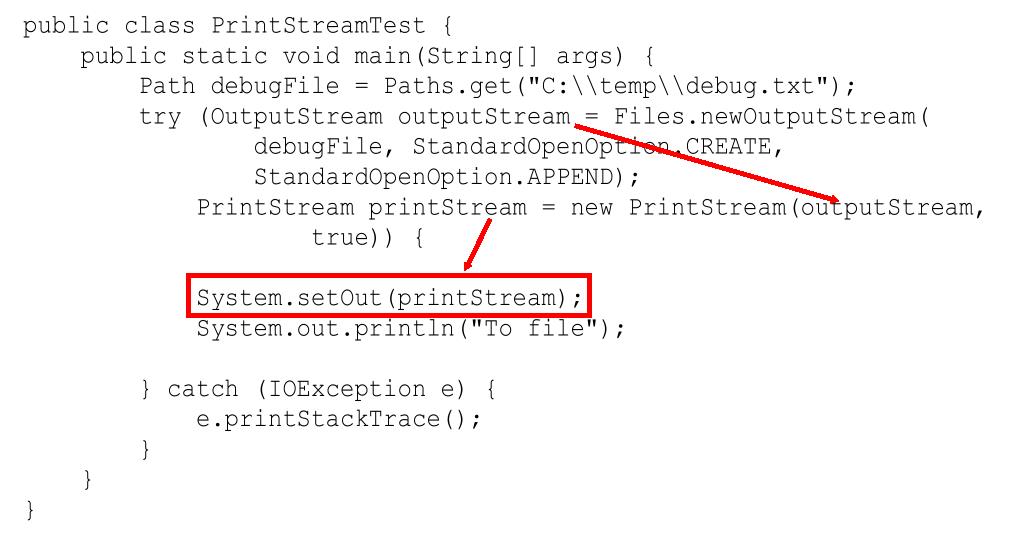 public class PrintStreamTest {
    public static void main(String[] args) {
        Path debugFile = Paths.get("C:\\temp\\debug.txt");
        try (OutputStream outputStream = Files.newOutputStream(
                debugFile, StandardOpenOption.CREATE,
                StandardOpenOption.APPEND);
            PrintStream printStream = new PrintStream(outputStream,
                    true)) {
            System.setOut(printStream);
            System.out.println("To file");
        } catch (IOException e) {
            e.printStackTrace();
        }
    }
}